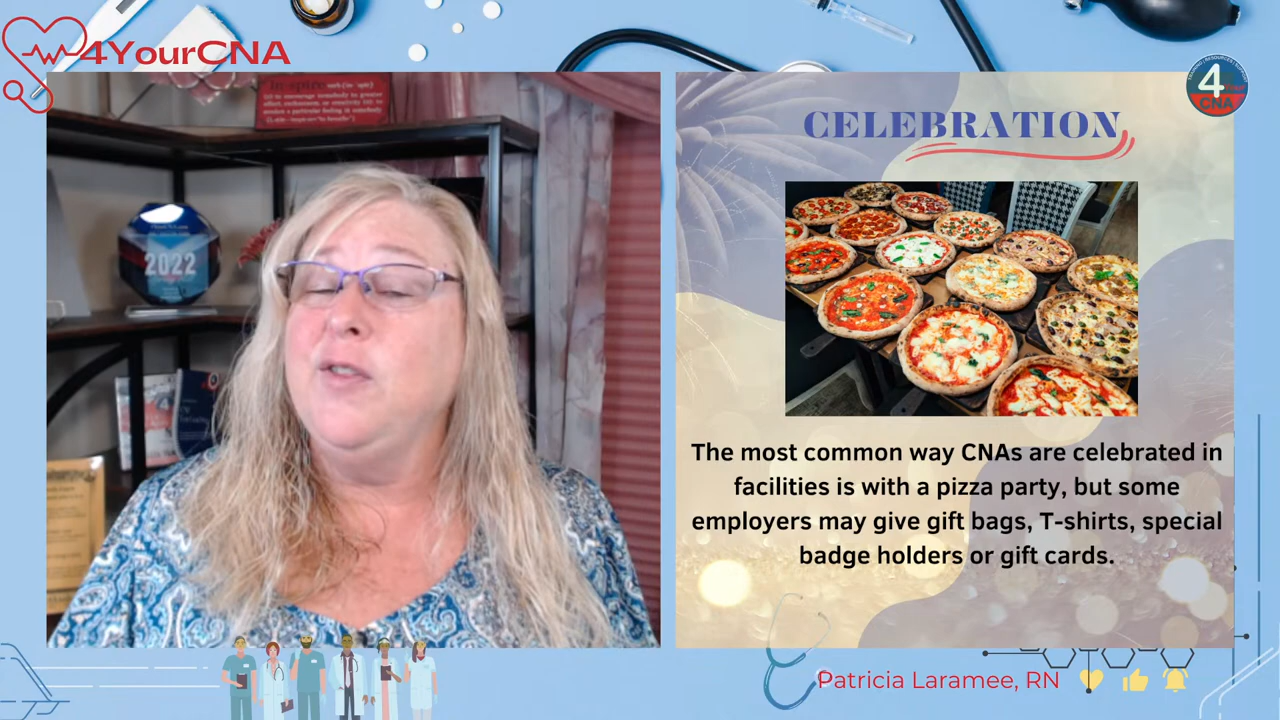 4YourCNA
2022
4
Your
CNA
CELEBRATION
The most common way CNAs are celebrated in
facilities is with a pizza party, but some
employers may give gift bags, T-shirts, special
badge holders or gift cards.
Patricia Laramee, RN